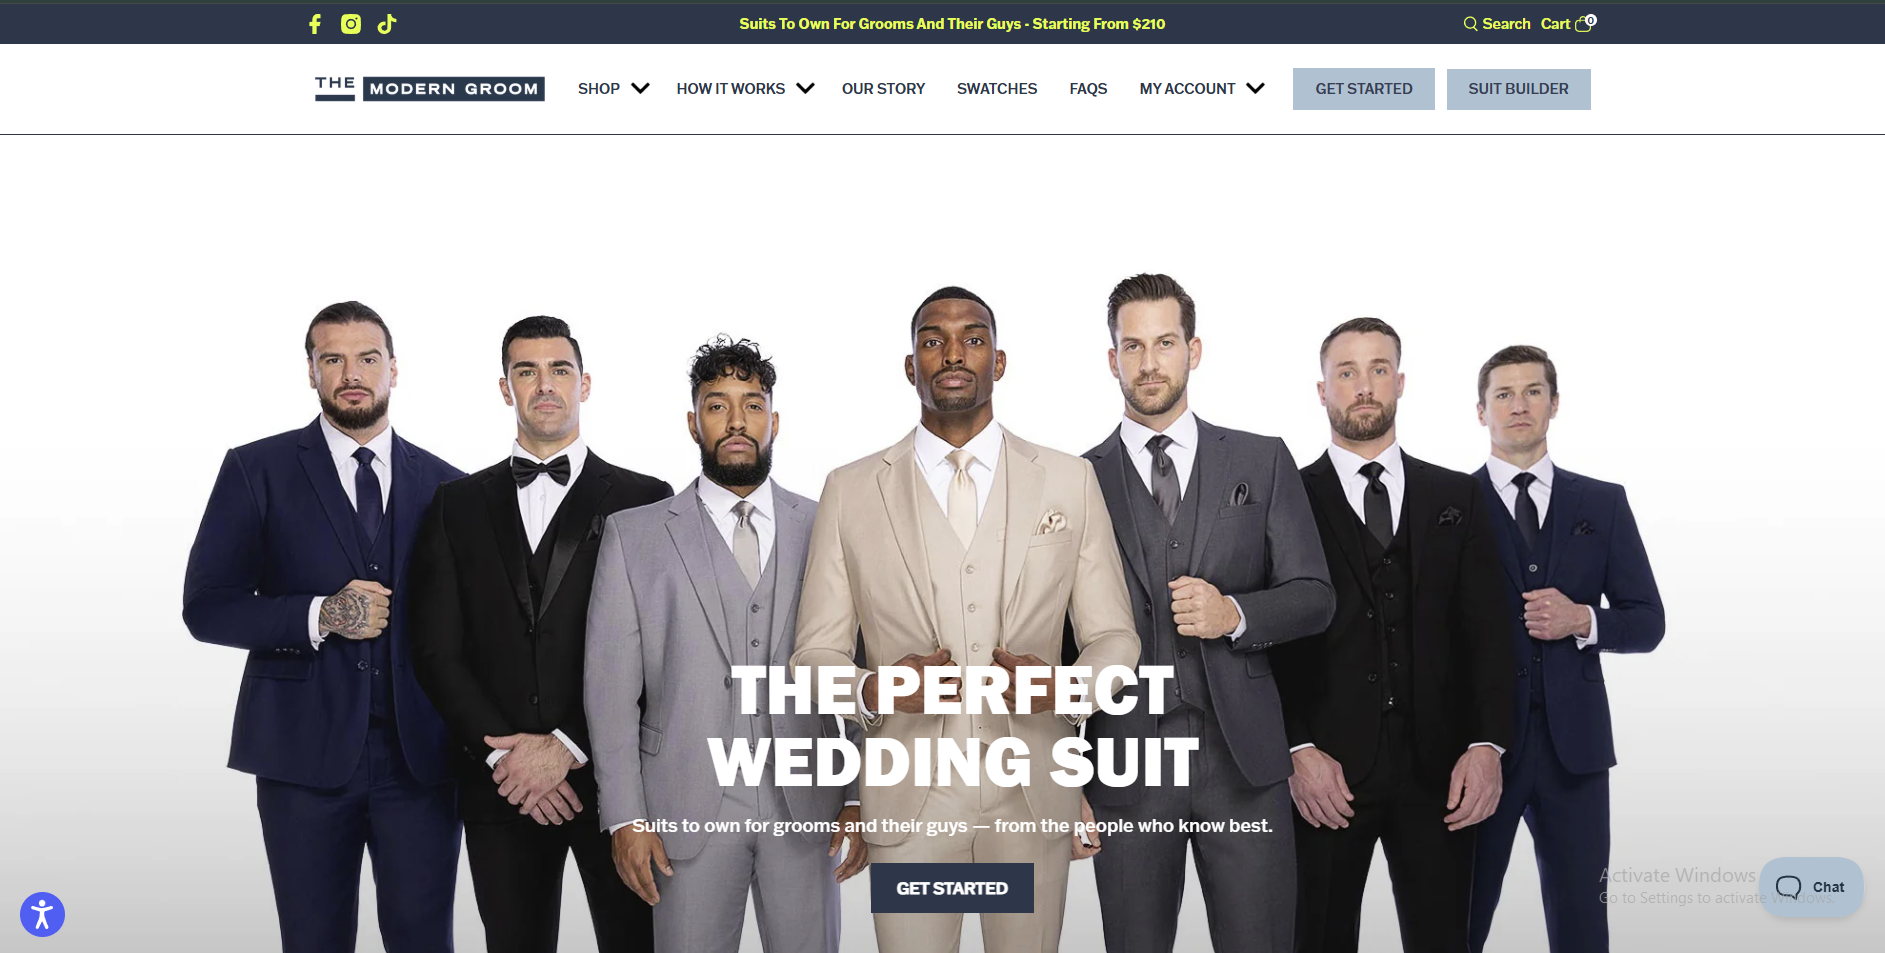 Suits To Own For Grooms And Their Guys - Starting From $210
Search Cart 0
THE MODERN GROOM
SHOP HOW IT WORKS OUR STORY SWATCHES FAQS MY ACCOUNT GET STARTED SUIT BUILDER
THE PERFECT
WEDDING SUIT
Suits to own for grooms and their guys — from the people who know best.
GET STARTED
Activate Windows
Go to Settings to activate Windows.
Chat